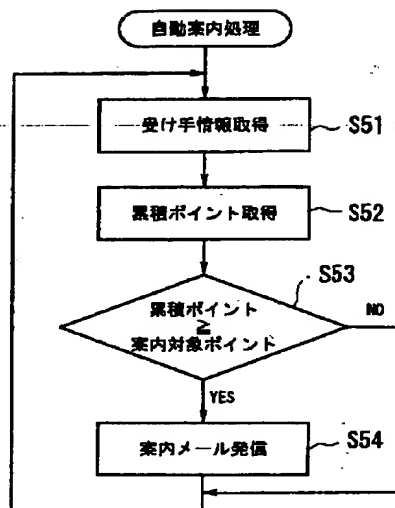 自動案内処理
受け手情報取得
S51
累積ポイント取得
S52
S53
累積ポイント
≧
案内対象ポイント
NO
YES
案内メール発信
S54